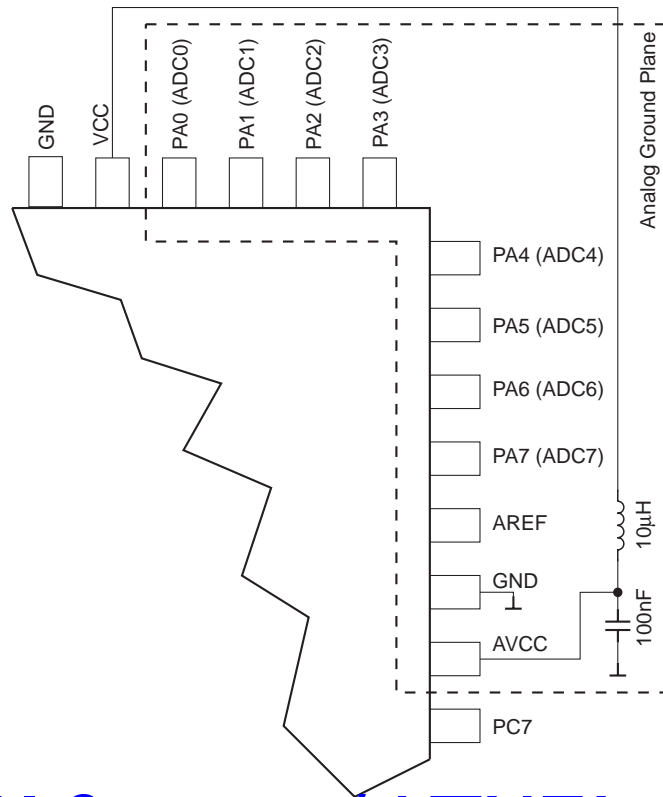 GND
VCC
PA0 (ADC0)
PA1 (ADC1)
PA2 (ADC2)
PA3 (ADC3)
Analog Ground Plane
PA4 (ADC4)
PA5 (ADC5)
PA6 (ADC6)
PA7 (ADC7)
AREF
10µH
GND
AVCC
100nF
PC7